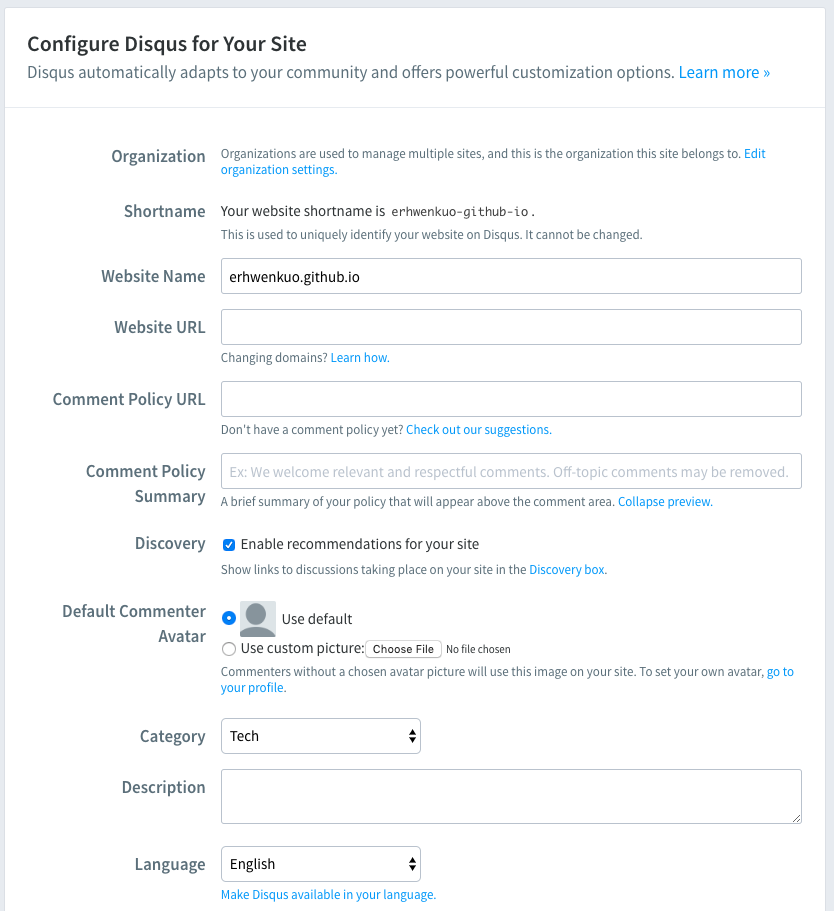 Configure Disqus for Your Site
Disqus automatically adapts to your community and offers powerful customization options. Learn more »
Organization
Organizations are used to manage multiple sites, and this is the organization this site belongs to. Edit
organization settings.
Shortname
Your website shortname is erhwenkuo-github-io.
This is used to uniquely identify your website on Disqus. It cannot be changed.
Website Name
erhwenkuo.github.io
Website URL
Changing domains? Learn how.
Comment Policy URL
Don't have a comment policy yet? Check out our suggestions.
Comment Policy
Summary
Ex: We welcome relevant and respectful comments. Off-topic comments may be removed.
A brief summary of your policy that will appear above the comment area. Collapse preview.
Discovery
Enable recommendations for your site
Show links to discussions taking place on your site in the Discovery box.
Default Commenter
Avatar
Use default
Use custom picture: Choose File No file chosen
Commenters without a chosen avatar picture will use this image on your site. To set your own avatar, go to
your profile.
Category
Tech
Description
Language
English
Make Disqus available in your language.